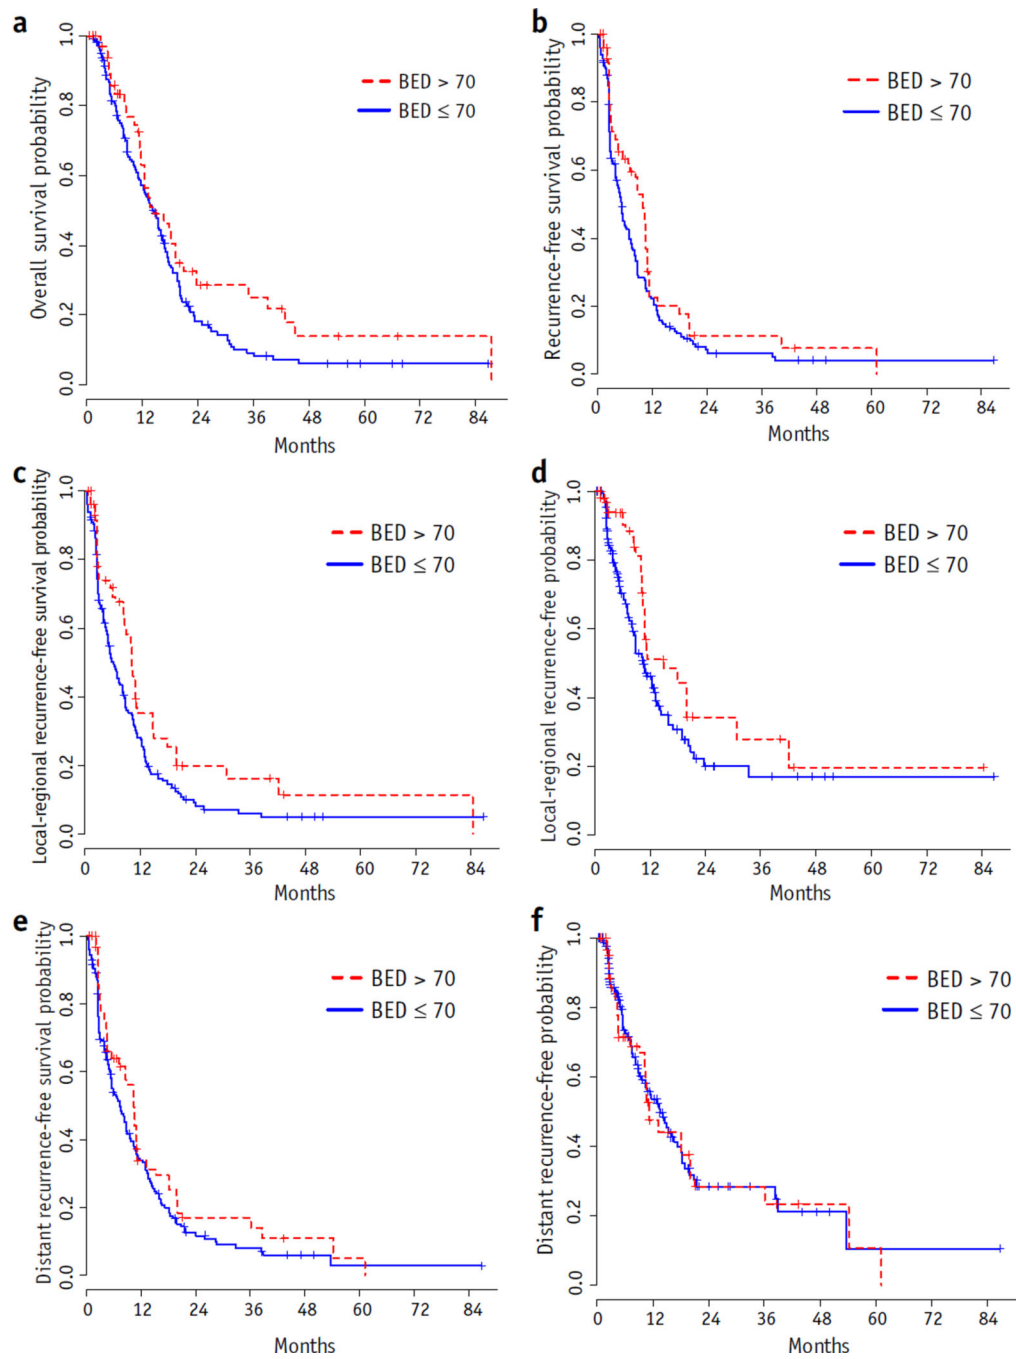 a
Overall survival probability
1.0
0.8
0.6
0.4
0.2
0.0
BED > 70
BED ≤ 70
0 12 24 36 48 60 72 84
Months
b
Recurrence-free survival probability
1.0
0.8
0.6
0.4
0.2
0.0
BED > 70
BED ≤ 70
0 12 24 36 48 60 72 84
Months
c
Local-regional recurrence-free survival probability
1.0
0.8
0.6
0.4
0.2
0.0
BED > 70
BED ≤ 70
0 12 24 36 48 60 72 84
Months
d
Local-regional recurrence-free probability
1.0
0.8
0.6
0.4
0.2
0.0
BED > 70
BED ≤ 70
0 12 24 36 48 60 72 84
Months
e
Distant recurrence-free survival probability
1.0
0.8
0.6
0.4
0.2
0.0
BED > 70
BED ≤ 70
0 12 24 36 48 60 72 84
Months
f
Distant recurrence-free probability
1.0
0.8
0.6
0.4
0.2
0.0
BED > 70
BED ≤ 70
0 12 24 36 48 60 72 84
Months